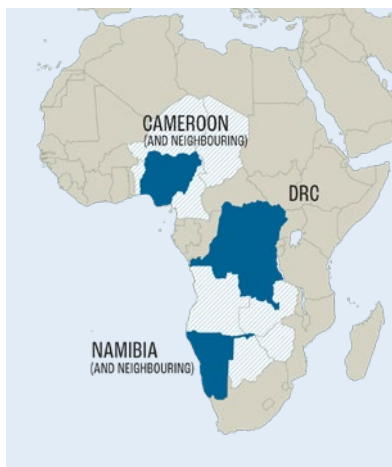 CAMEROON
(AND NEIGHBOURING)
DRC
NAMIBIA
(AND NEIGHBOURING)